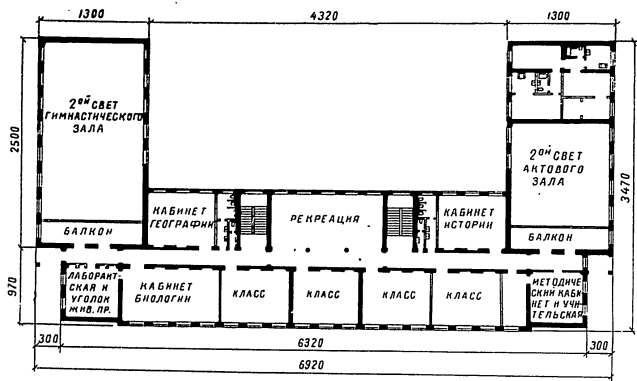 1300
4320
1300
2ОЙ СВЕТ
ГИМНАСТИЧЕСКОГО
ЗАЛА
2500
2ОЙ СВЕТ
АКТОВОГО
ЗАЛА
3470
КАБИНЕТ
ГЕОГРАФИИ
РЕКРЕАЦИЯ
КАБИНЕТ
ИСТОРИИ
БАЛКОН
БАЛКОН
970
ЛАБОРАНТ-
СКАЯ И
УГОЛОК
ЖИВ. ПР.
КАБИНЕТ
БИОЛОГИИ
КЛАСС
КЛАСС
КЛАСС
КЛАСС
МЕТОДИЧЕ
СКИЙ КАБИ
НЕТ И УЧИ
ТЕЛЬСКАЯ
300
6320
300
6920